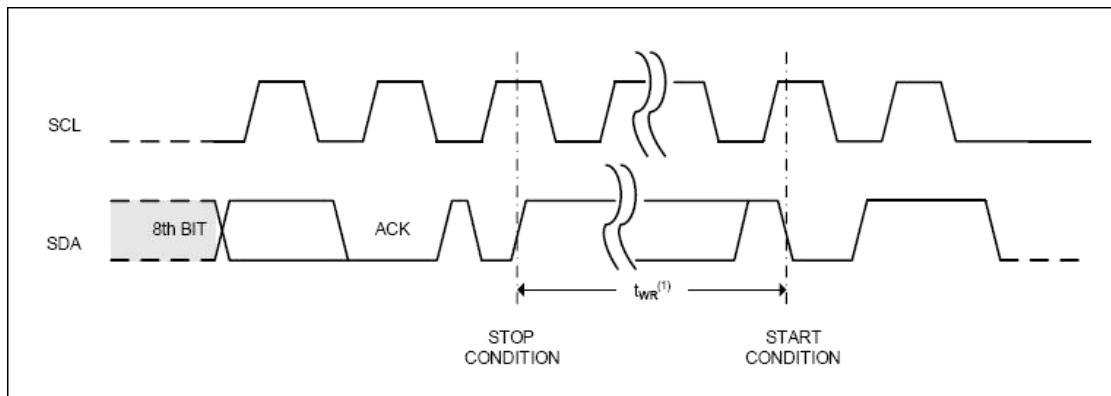 SCL
8th BIT
ACK
SDA
tWR(1)
STOP
CONDITION
START
CONDITION